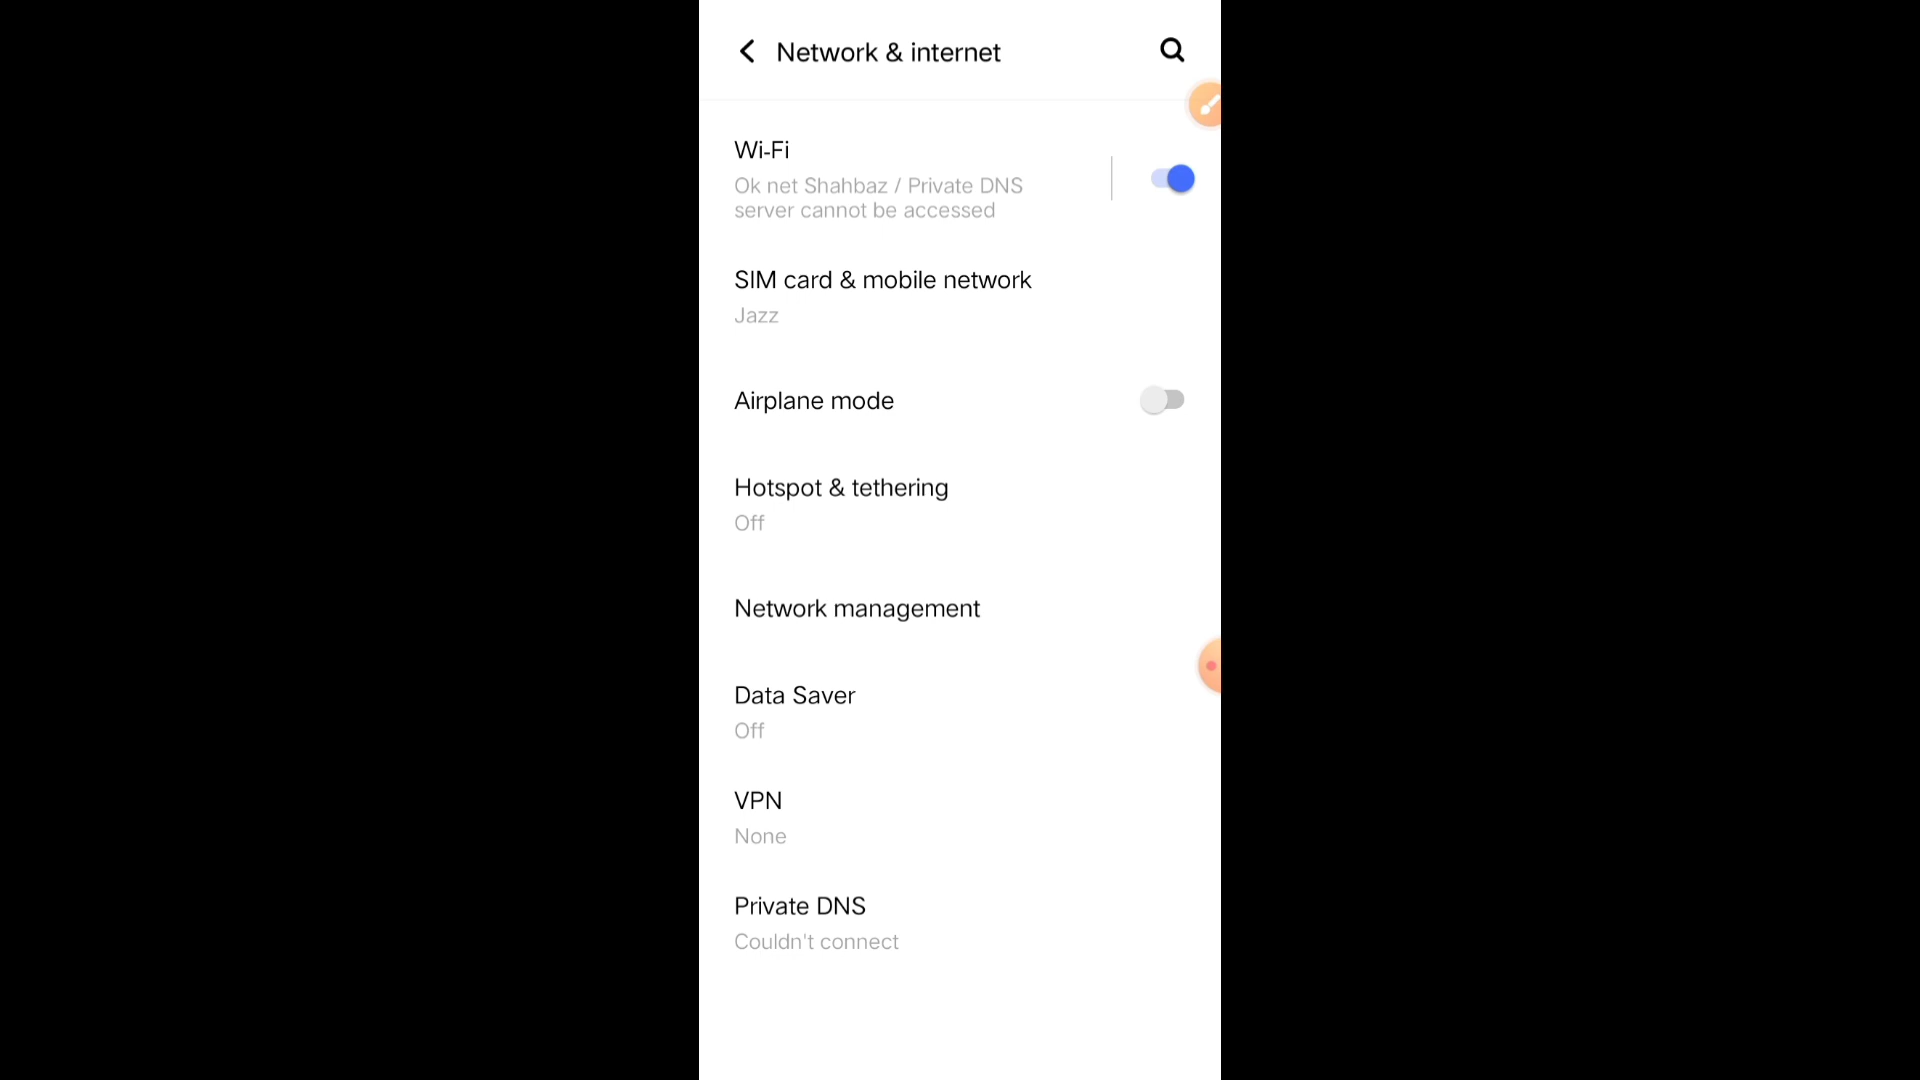 Network & internet
Wi-Fi
Ok net Shahbaz / Private DNS
server cannot be accessed
SIM card & mobile network
Jazz
Airplane mode
Hotspot & tethering
Off
Network management
Data Saver
Off
VPN
None
Private DNS
Couldn't connect